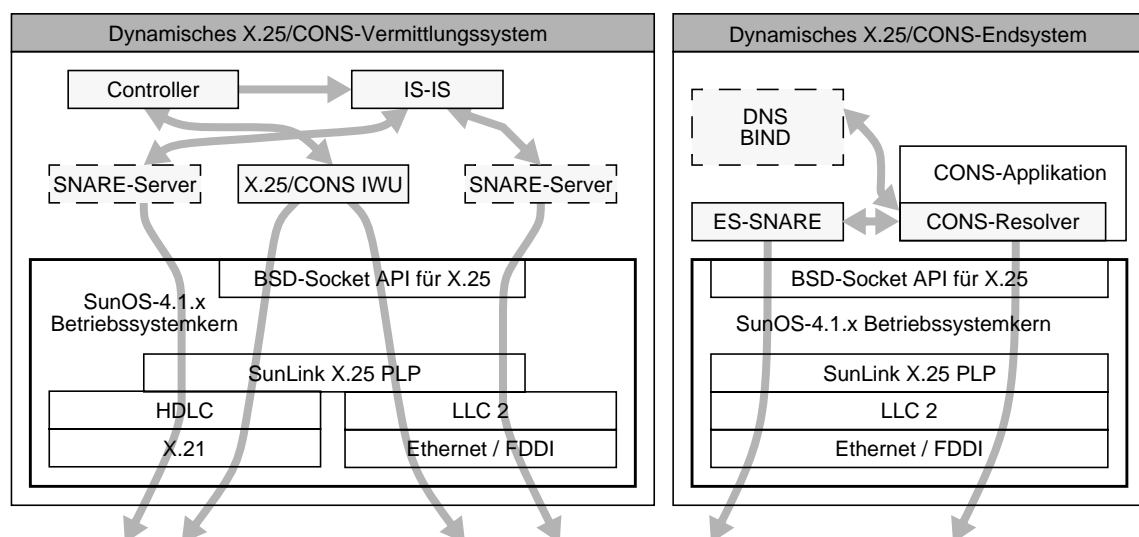 Dynamisches X.25/CONS-Vermittlungssystem
Controller
IS-IS
SNARE-Server
X.25/CONS IWU
SNARE-Server
BSD-Socket API für X.25
SunOS-4.1.x
Betriebssystemkern
SunLink X.25 PLP
HDLC
LLC 2
X.21
Ethernet / FDDI
Dynamisches X.25/CONS-Endsystem
DNS
BIND
CONS-Applikation
ES-SNARE
CONS-Resolver
BSD-Socket API für X.25
SunOS-4.1.x Betriebssystemkern
SunLink X.25 PLP
LLC 2
Ethernet / FDDI